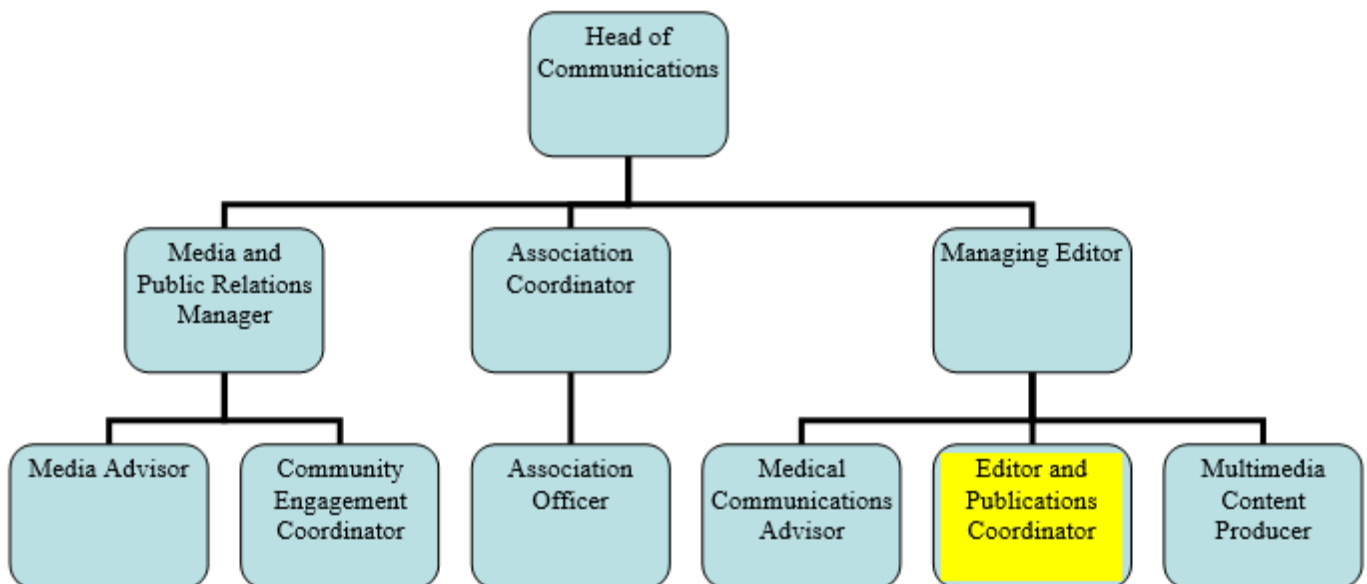 Head of
Communications
Media and
Public Relations
Manager
Association
Coordinator
Managing Editor
Media Advisor
Community
Engagement
Coordinator
Association
Officer
Medical
Communications
Advisor
Editor and
Publications
Coordinator
Multimedia
Content
Producer